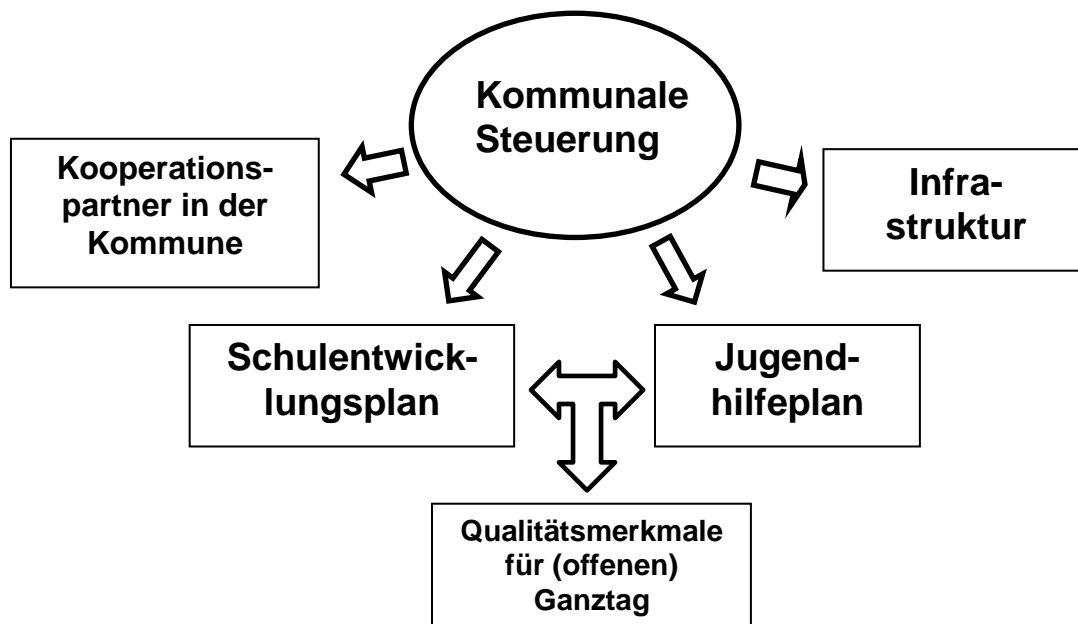 Kommunale
Steuerung
Kooperations-
partner in der
Kommune
Infra-
struktur
Schulentwick-
lungsplan
Jugend-
hilfeplan
Qualitätsmerkmale
für (offenen)
Ganztag